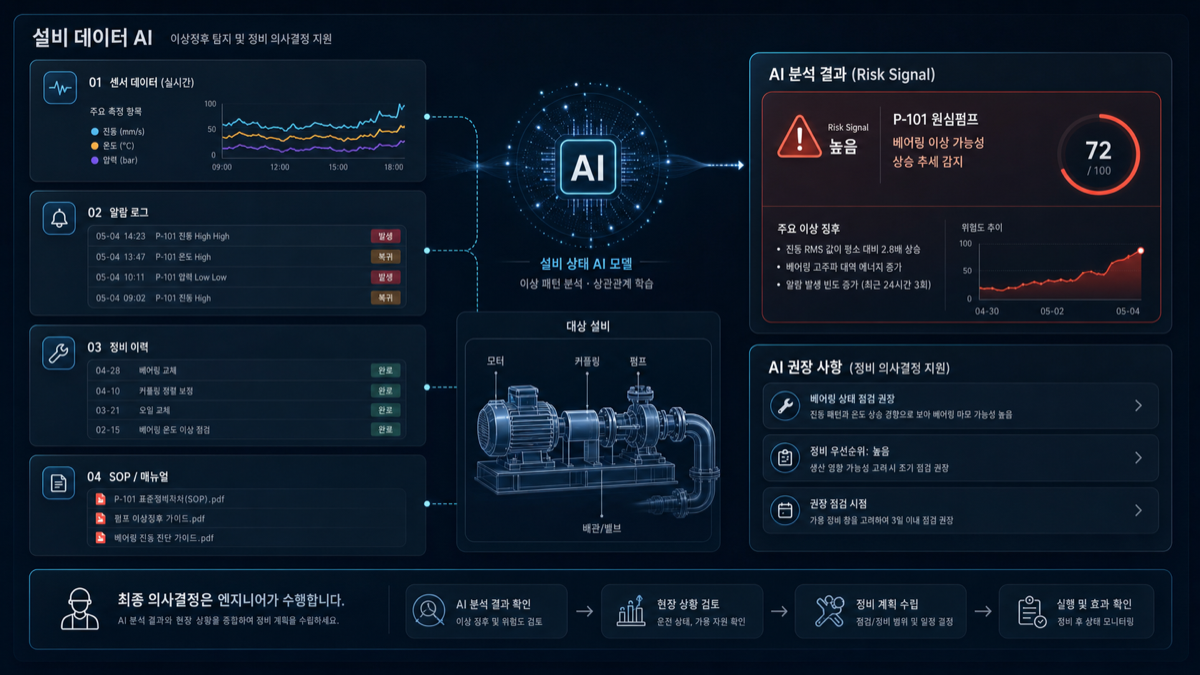 설비 데이터 AI
이상징후 탐지 및 정비 의사결정 지원
01 센서 데이터 (실시간)
주요 측정 항목
진동 (mm/s)
온도 (°C)
압력 (bar)
100
50
0
09:00 12:00 15:00 18:00
02 알람 로그
05-04 14:23 P-101 진동 High High 발생
05-04 13:47 P-101 온도 High 복귀
05-04 10:11 P-101 압력 Low Low 발생
05-04 09:02 P-101 진동 High 복귀
03 정비 이력
04-28 베어링 교체 완료
04-10 커플링 정렬 보정 완료
03-21 오일 교체 완료
02-15 베어링 온도 이상 점검 완료
04 SOP / 매뉴얼
P-101 (SOP).pdf
펌프 이상징후 가이드.pdf
베어링 진동 진단 가이드.pdf
AI
설비 상태 AI 모델
이상 패턴 분석 · 상관관계 학습
대상 설비
모터
커플링
펌프
배관/밸브
AI 분석 결과 (Risk Signal)
Risk Signal
높음
P-101 원심펌프
베어링 이상 가능성
상승 추세 감지
72
/ 100
주요 이상 징후
• 진동 RMS 값이 평소 대비 2.8배 상승
• 베어링 고주파 대역 에너지 증가
• 알람 발생 빈도 증가 (최근 24시간 3회)
위험도 추이
100
50
0
04-30 05-02 05-04
AI 권장 사항 (정비 의사결정 지원)
베어링 상태 점검 권장
진동 패턴과 온도 상승 경향으로 보아 베어링 마모 가능성 높음
정비 우선순위: 높음
생산 영향 가능성 고려 시 조기 점검 권장
권장 점검 시점
가용 정비 창을 고려하여 3일 이내 점검 권장
최종 의사결정은 엔지니어가 수행합니다.
AI 분석 결과와 현장 상황을 종합하여 정비 계획을 수립하세요.
AI 분석 결과 확인
이상 징후 및 위험도 검토
현장 상황 검토
운전 상태, 가용 자원 확인
정비 계획 수립
점검/정비 범위 및 일정 결정
실행 및 효과 확인
정비 후 상태 모니터링